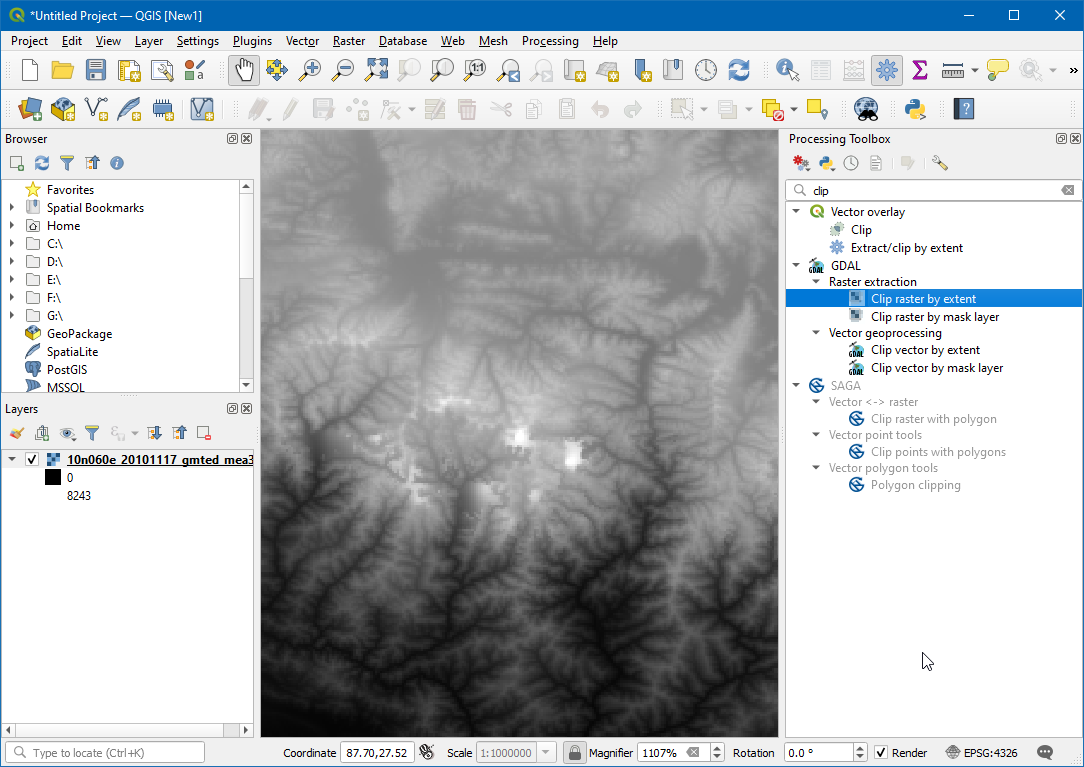 *Untitled Project — QGIS [New1]
Project Edit View Layer Settings Plugins Vector Raster Database Web Mesh Processing Help
1:1
»
?
Browser
Favorites
Spatial Bookmarks
Home
C:\
D:\
E:\
F:\
G:\
GeoPackage
SpatiaLite
PostGIS
MSSQL
Layers
10n060e_20101117_gmted_mea3
0
8243
Processing Toolbox
clip
Vector overlay
Clip
Extract/clip by extent
GDAL
Raster extraction
Clip raster by extent
Clip raster by mask layer
Vector geoprocessing
Clip vector by extent
Clip vector by mask layer
SAGA
Vector <-> raster
Clip raster with polygon
Vector point tools
Clip points with polygons
Vector polygon tools
Polygon clipping
Type to locate (Ctrl+K) Coordinate 87.70,27.52 Scale 1:1000000 Magnifier 1107% Rotation 0.0 ° Render EPSG:4326